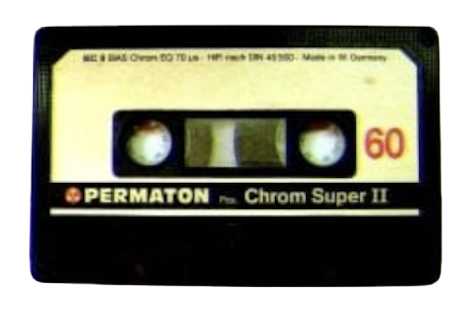 IEC II BIAS Chrom EQ 70 µs · HiFi nach DIN 45500 · Made in W. Germany
60
PERMATON Pos. Chrom Super II